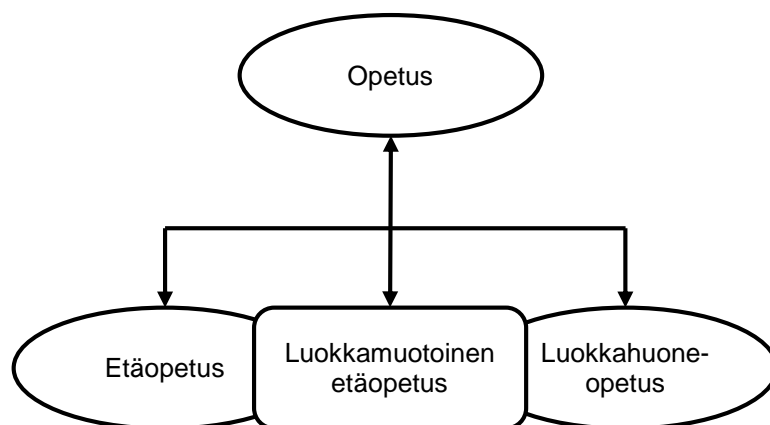 Opetus
Etäopetus
Luokkamuotoinen
etäopetus
Luokkahuone-
opetus